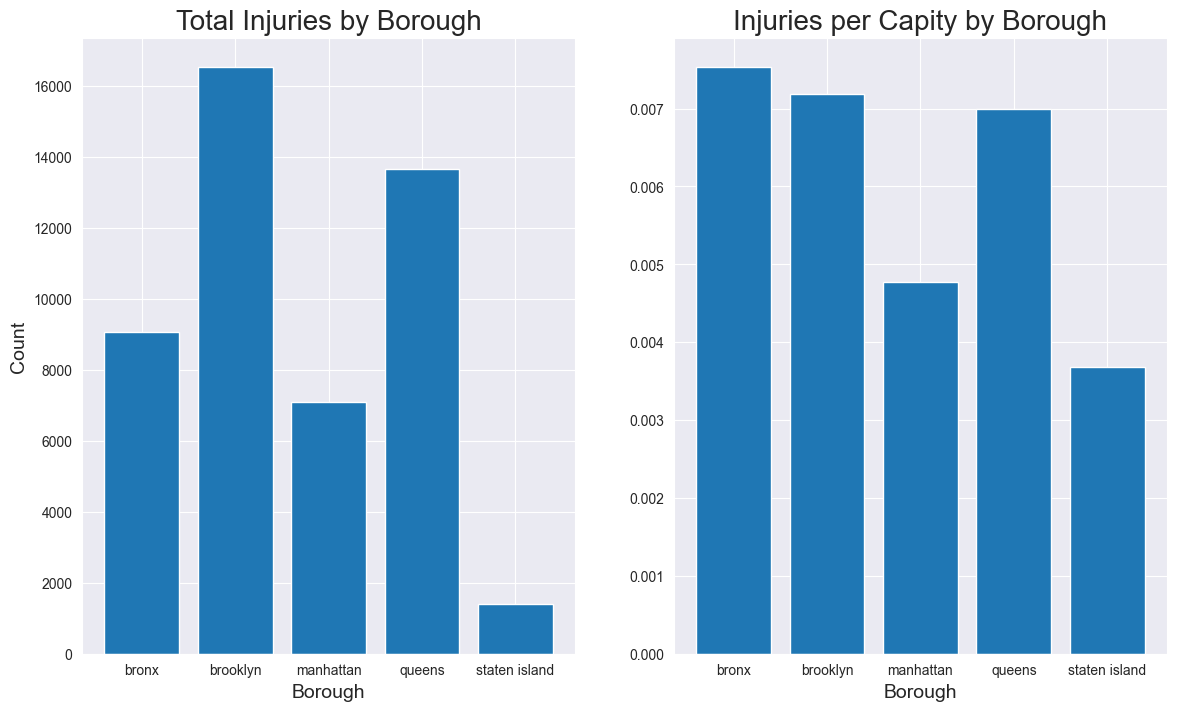 Total Injuries by Borough
16000
14000
12000
10000
8000
6000
4000
2000
0
Count
bronx brooklyn manhattan queens staten island
Borough
Injuries per Capity by Borough
0.007
0.006
0.005
0.004
0.003
0.002
0.001
0.000
bronx brooklyn manhattan queens staten island
Borough